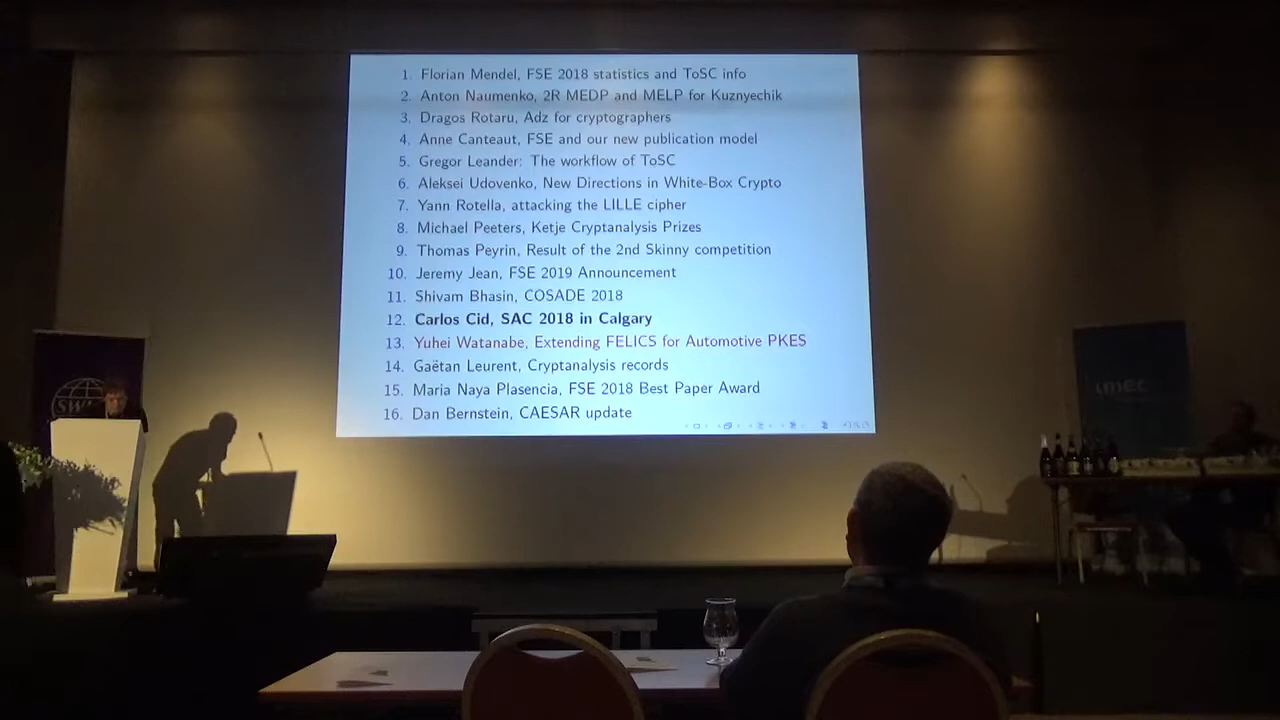 1. Florian Mendel, FSE 2018 statistics and ToSC info
2. Anton Naumenko, 2R MEDP and MELP for Kuznyechik
3. Dragos Rotaru, Adz for cryptographers
4. Anne Canteaut, FSE and our new publication model
5. Gregor Leander: The workflow of ToSC
6. Aleksei Udovenko, New Directions in White-Box Crypto
7. Yann Rotella, attacking the LILLE cipher
8. Michael Peeters, Ketje Cryptanalysis Prizes
9. Thomas Peyrin, Result of the 2nd Skinny competition
10. Jeremy Jean, FSE 2019 Announcement
11. Shivam Bhasin, COSADE 2018
12. Carlos Cid, SAC 2018 in Calgary
13. Yuhei Watanabe, Extending FELICS for Automotive PKES
14. Gaëtan Leurent, Cryptanalysis records
15. Maria Naya Plasencia, FSE 2018 Best Paper Award
16. Dan Bernstein, CAESAR update
imec